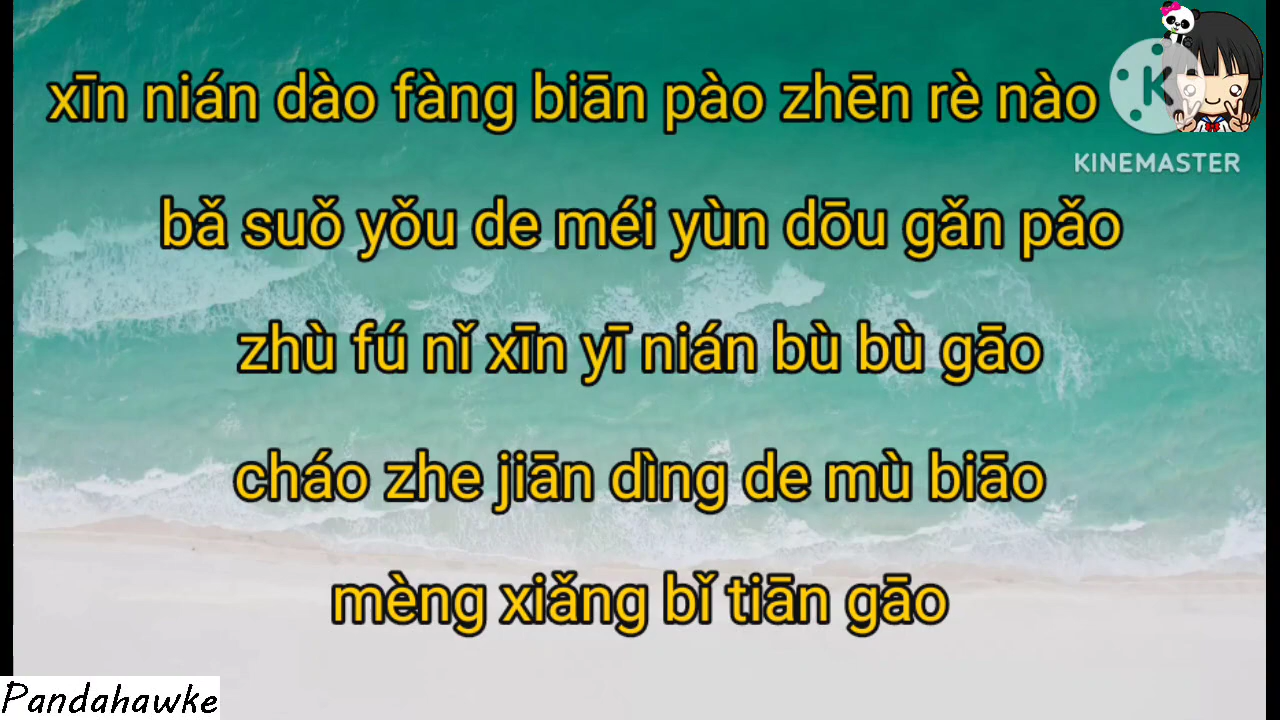 xīn nián dào fàng biān pào zhēn rè nào
KINEMASTER
bǎ suǒ yǒu de méi yùn dōu gǎn pǎo
zhù fú nǐ xīn yī nián bù bù gāo
cháo zhe jiān dìng de mù biāo
mèng xiǎng bǐ tiān gāo
Pandahawke